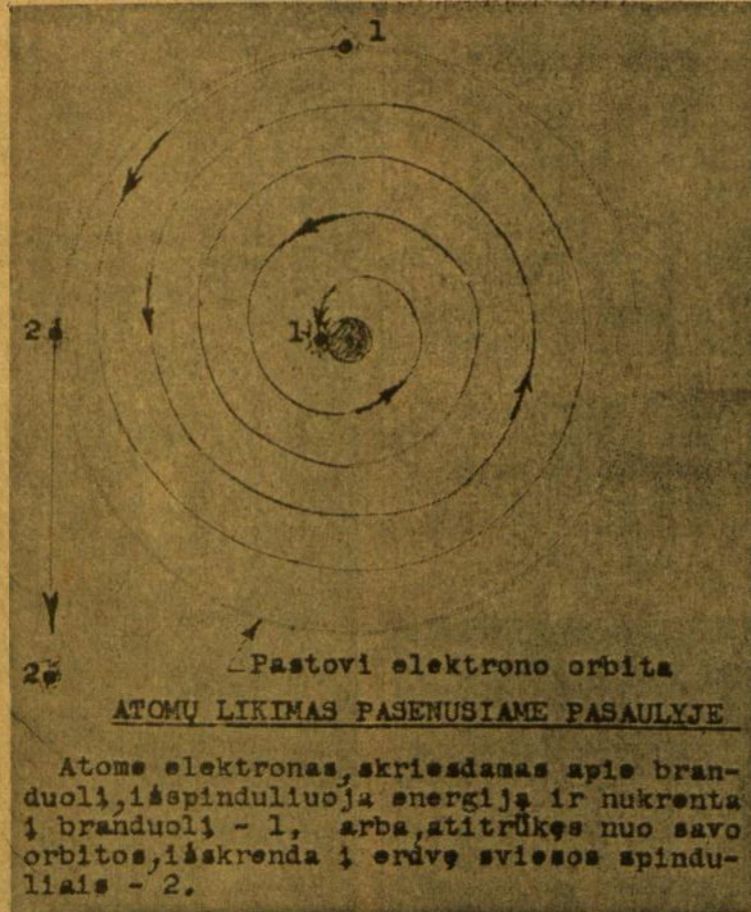 1
2
1
2
Pastovi elektrono orbita
ATOMŲ LIKIMAS PASENUSIAME PASAULYJE
Atome elektronas,skriesdamas apie bran-
duolį,išspinduliuoja energiją ir nukrenta
į branduolį - 1, arba,atitrūkęs nuo savo
orbitos,išskrenda į erdvę sviesos spindu-
liais - 2.